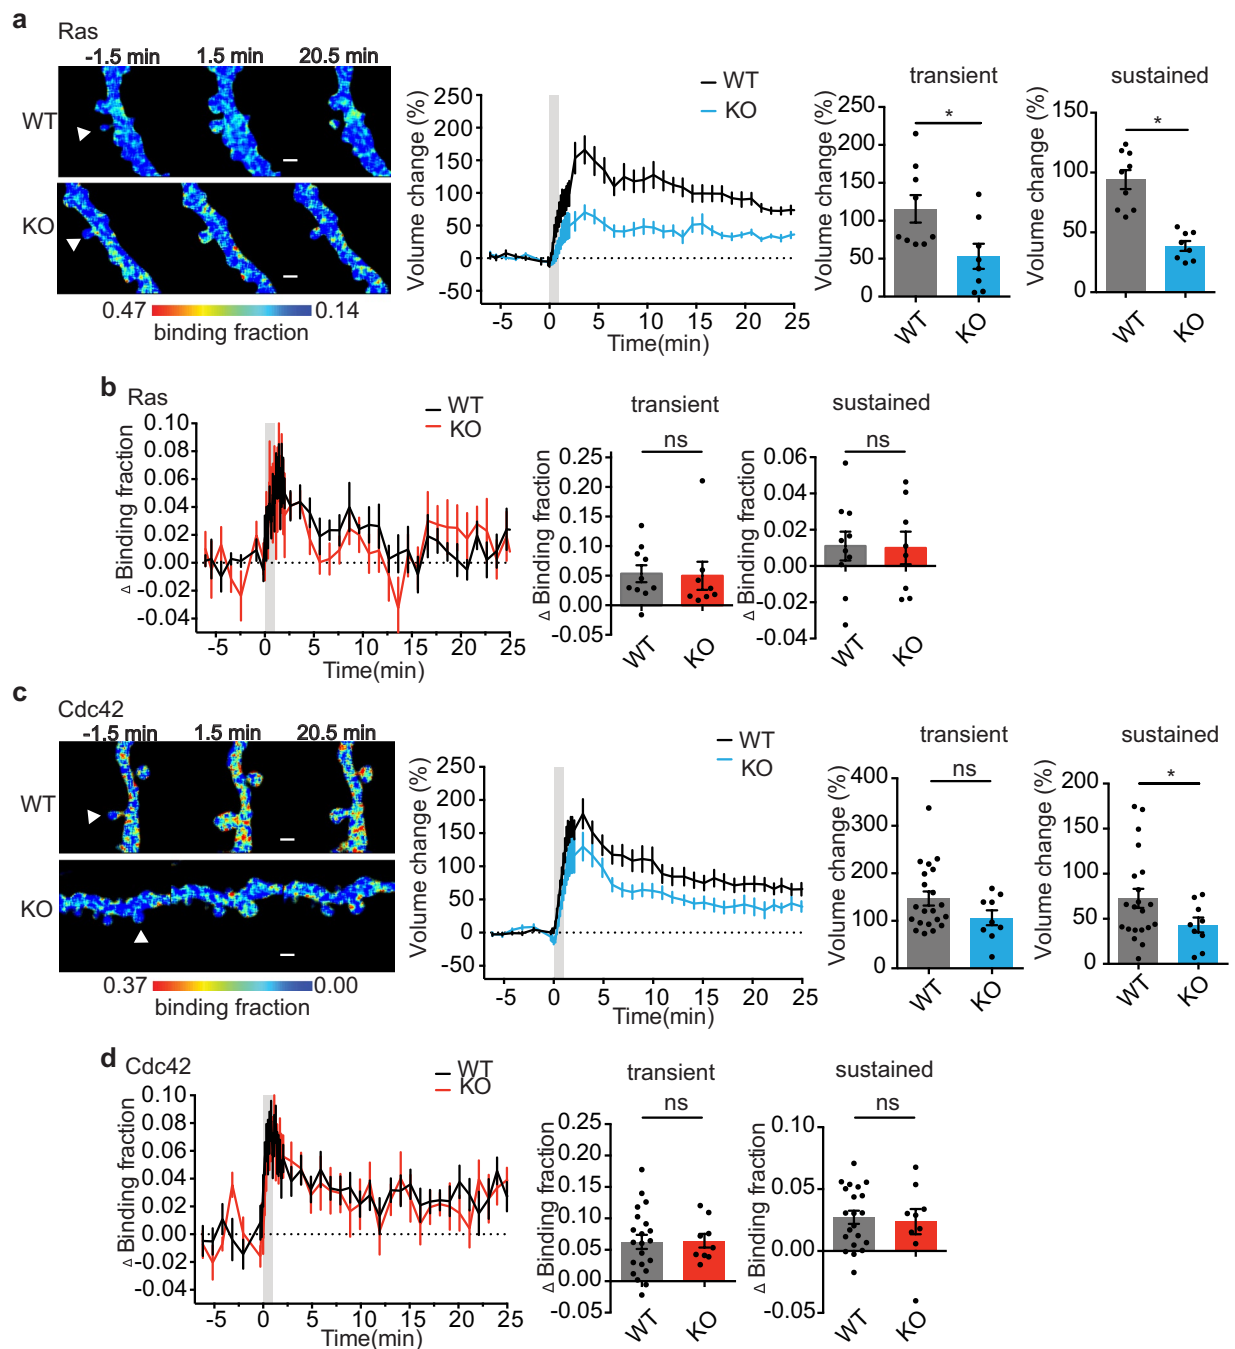 a
Ras
-1.5 min 1.5 min 20.5 min
WT
KO
0.47 0.14
binding fraction
Volume change (%)
250
200
150
100
50
0
-50
-5 0 5 10 15 20 25
Time(min)
WT
KO
transient
Volume change (%)
250
200
150
100
50
0
*
WT KO
sustained
Volume change (%)
150
100
50
0
*
WT KO
b
Ras
Δ Binding fraction
0.10
0.08
0.06
0.04
0.02
0.00
-0.02
-0.04
-5 0 5 10 15 20 25
Time(min)
WT
KO
transient
Δ Binding fraction
0.25
0.20
0.15
0.10
0.05
0.00
-0.05
ns
WT KO
sustained
Δ Binding fraction
0.06
0.04
0.02
0.00
-0.02
-0.04
ns
WT KO
c
Cdc42
-1.5 min 1.5 min 20.5 min
WT
KO
0.37 0.00
binding fraction
Volume change (%)
250
200
150
100
50
0
-50
-5 0 5 10 15 20 25
Time(min)
WT
KO
transient
Volume change (%)
400
300
200
100
0
ns
WT KO
sustained
Volume change (%)
200
150
100
50
0
*
WT KO
d
Cdc42
Δ Binding fraction
0.10
0.08
0.06
0.04
0.02
0.00
-0.02
-0.04
-5 0 5 10 15 20 25
Time(min)
WT
KO
transient
Δ Binding fraction
0.25
0.20
0.15
0.10
0.05
0.00
-0.05
ns
WT KO
sustained
Δ Binding fraction
0.10
0.05
0.00
-0.05
ns
WT KO